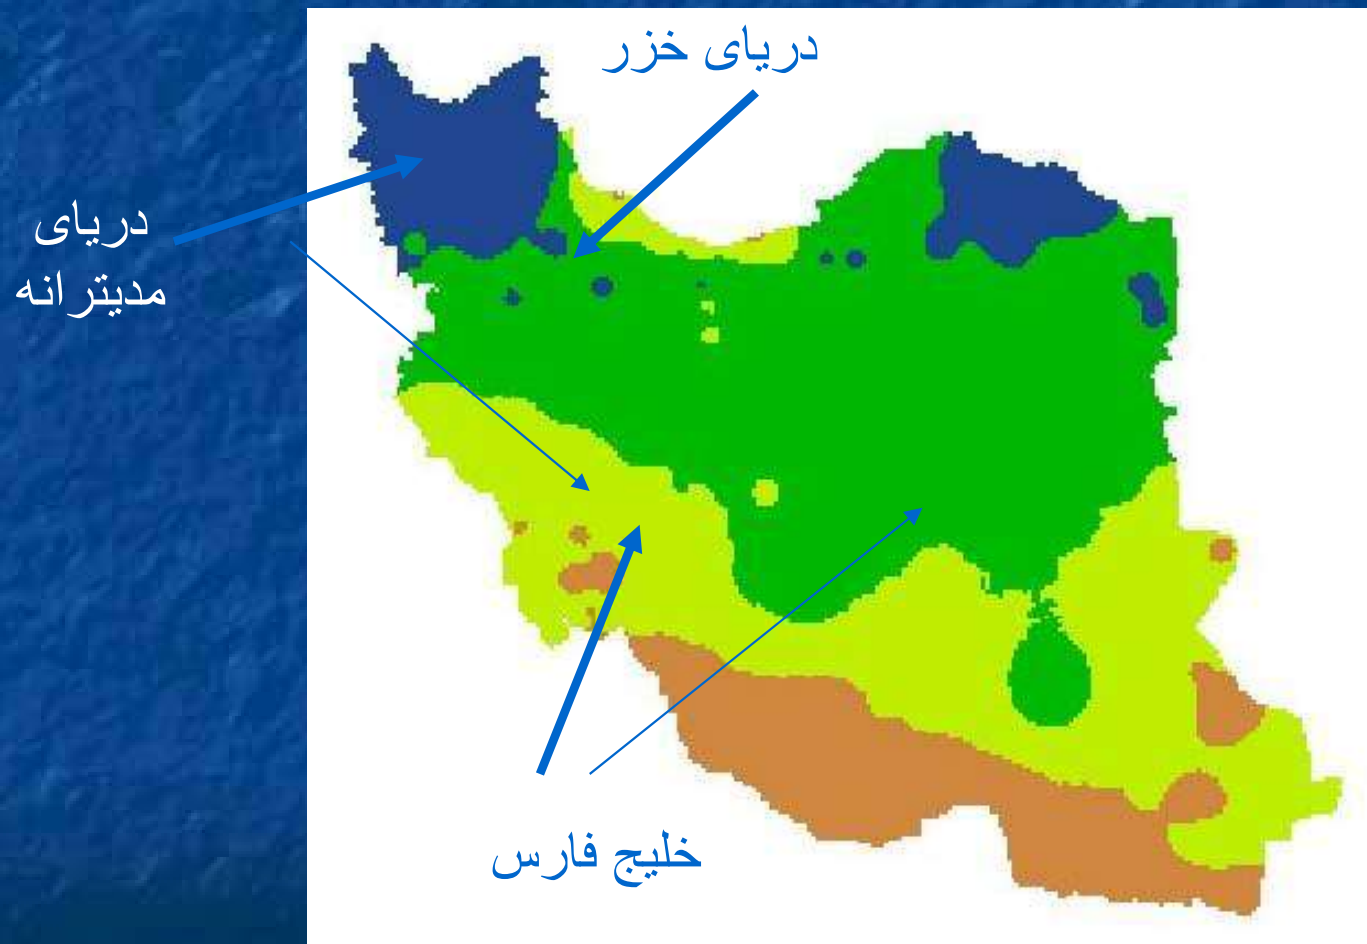 دریای خزر
دریای
مدیترانه
خلیج فارس